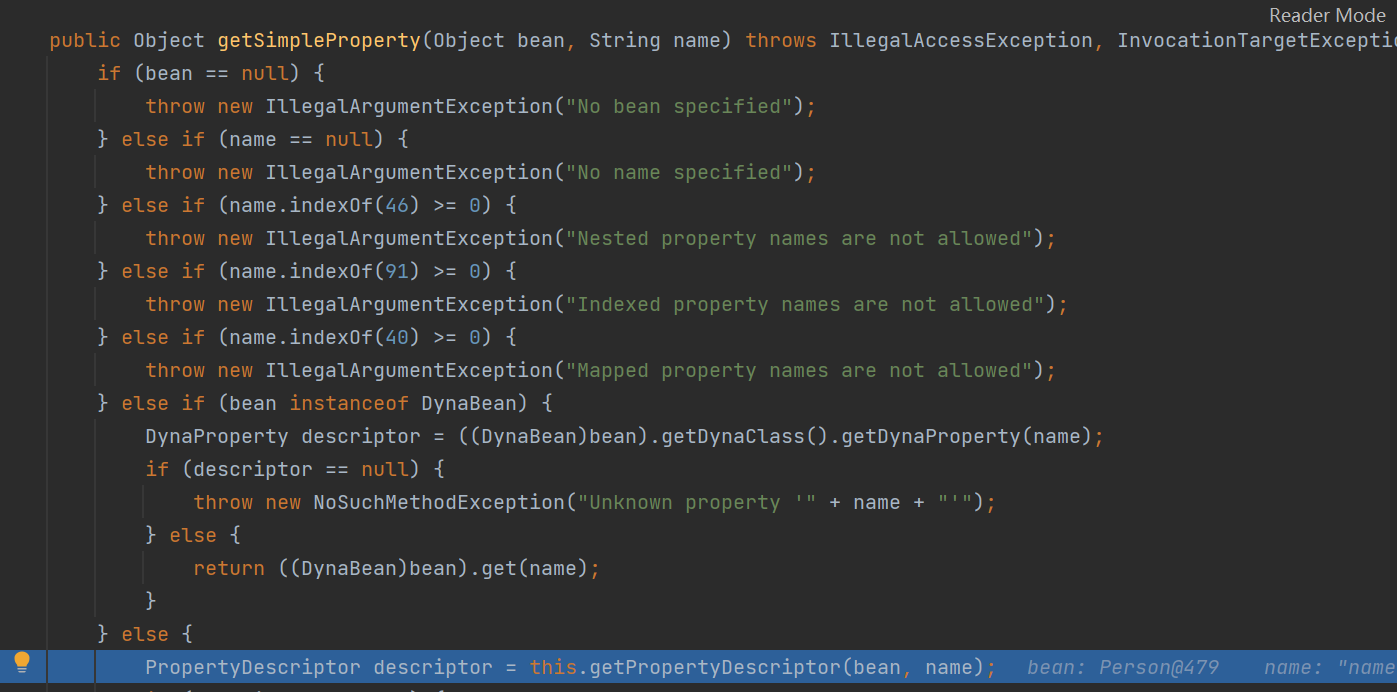 Reader Mode
public Object getSimpleProperty(Object bean, String name) throws IllegalAccessException, InvocationTargetExceptio
if (bean == null) {
throw new IllegalArgumentException("No bean specified");
} else if (name == null) {
throw new IllegalArgumentException("No name specified");
} else if (name.indexOf(46) >= 0) {
throw new IllegalArgumentException("Nested property names are not allowed");
} else if (name.indexOf(91) >= 0) {
throw new IllegalArgumentException("Indexed property names are not allowed");
} else if (name.indexOf(40) >= 0) {
throw new IllegalArgumentException("Mapped property names are not allowed");
} else if (bean instanceof DynaBean) {
DynaProperty descriptor = ((DynaBean)bean).getDynaClass().getDynaProperty(name);
if (descriptor == null) {
throw new NoSuchMethodException("Unknown property '" + name + "'");
} else {
return ((DynaBean)bean).get(name);
}
} else {
PropertyDescriptor descriptor = this.getPropertyDescriptor(bean, name); bean: Person@479 name: "name